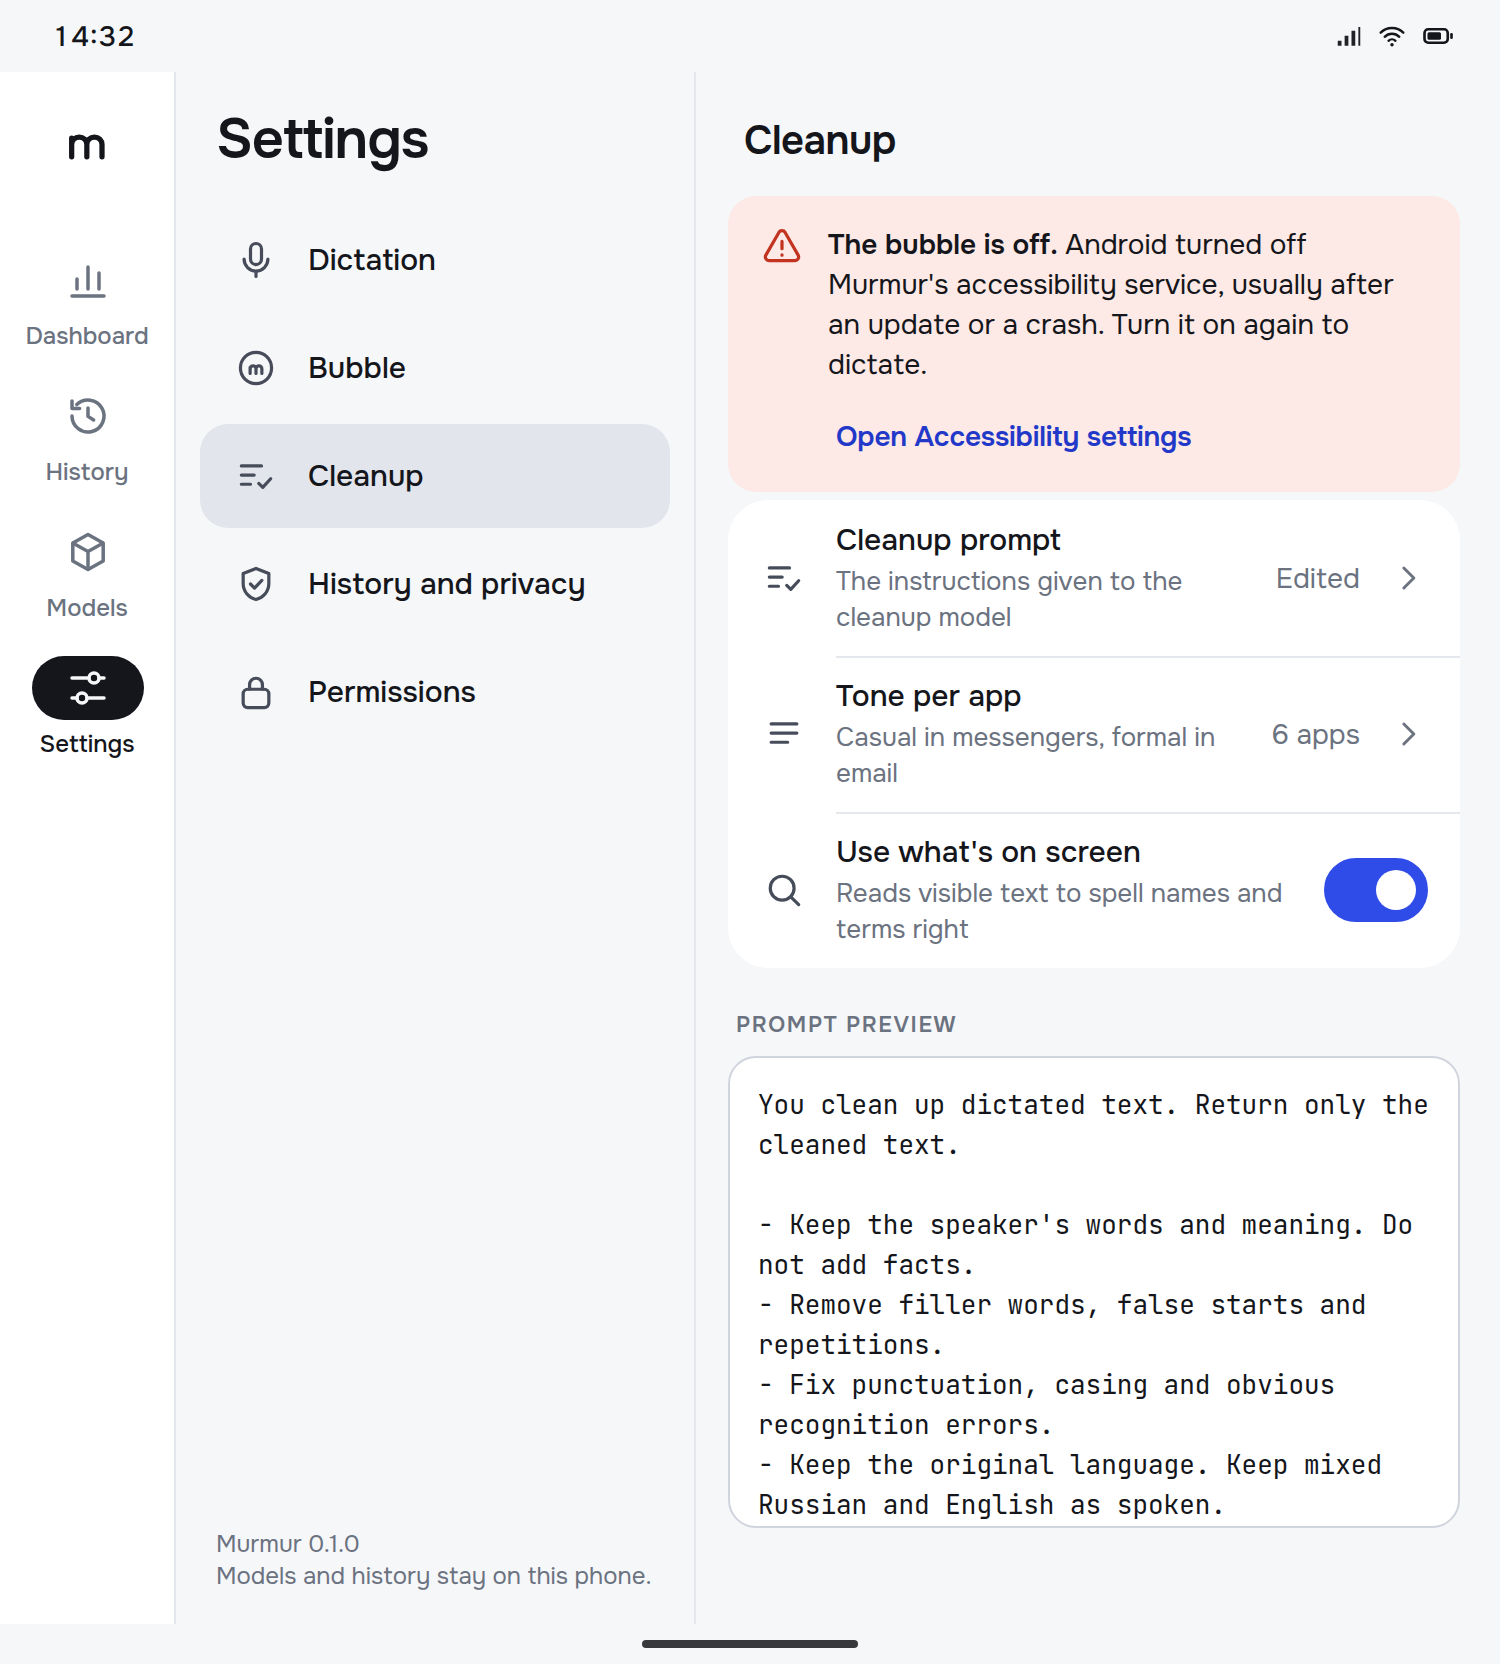 14:32
m
Dashboard
History
Models
Settings
Settings
Dictation
Bubble
Cleanup
History and privacy
Permissions
Murmur 0.1.0
Models and history stay on this phone.
Cleanup
The bubble is off. Android turned off
Murmur's accessibility service, usually after
an update or a crash. Turn it on again to
dictate.
Open Accessibility settings
Cleanup prompt
The instructions given to the
cleanup model
Edited
Tone per app
Casual in messengers, formal in
email
6 apps
Use what's on screen
Reads visible text to spell names and
terms right
PROMPT PREVIEW
You clean up dictated text. Return only the
cleaned text.
- Keep the speaker's words and meaning. Do
not add facts.
- Remove filler words, false starts and
repetitions.
- Fix punctuation, casing and obvious
recognition errors.
- Keep the original language. Keep mixed
Russian and English as spoken.